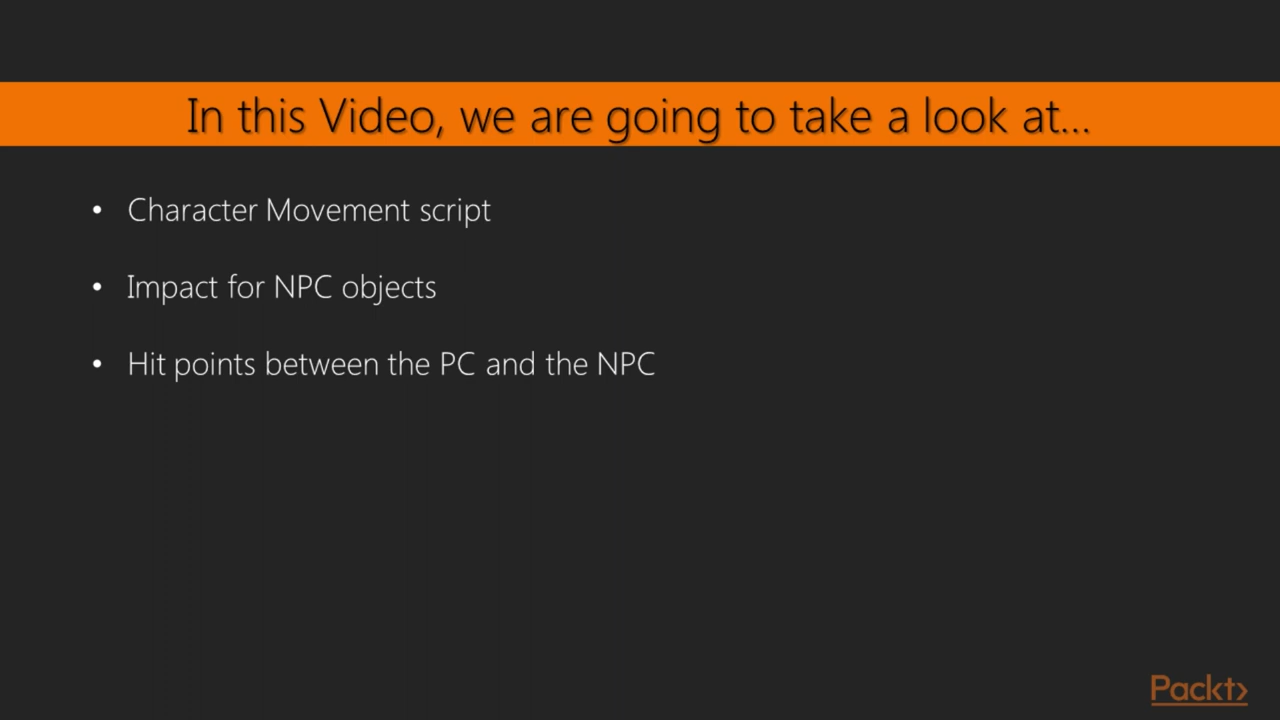 In this Video, we are going to take a look at...
• Character Movement script
• Impact for NPC objects
• Hit points between the PC and the NPC
Packt>